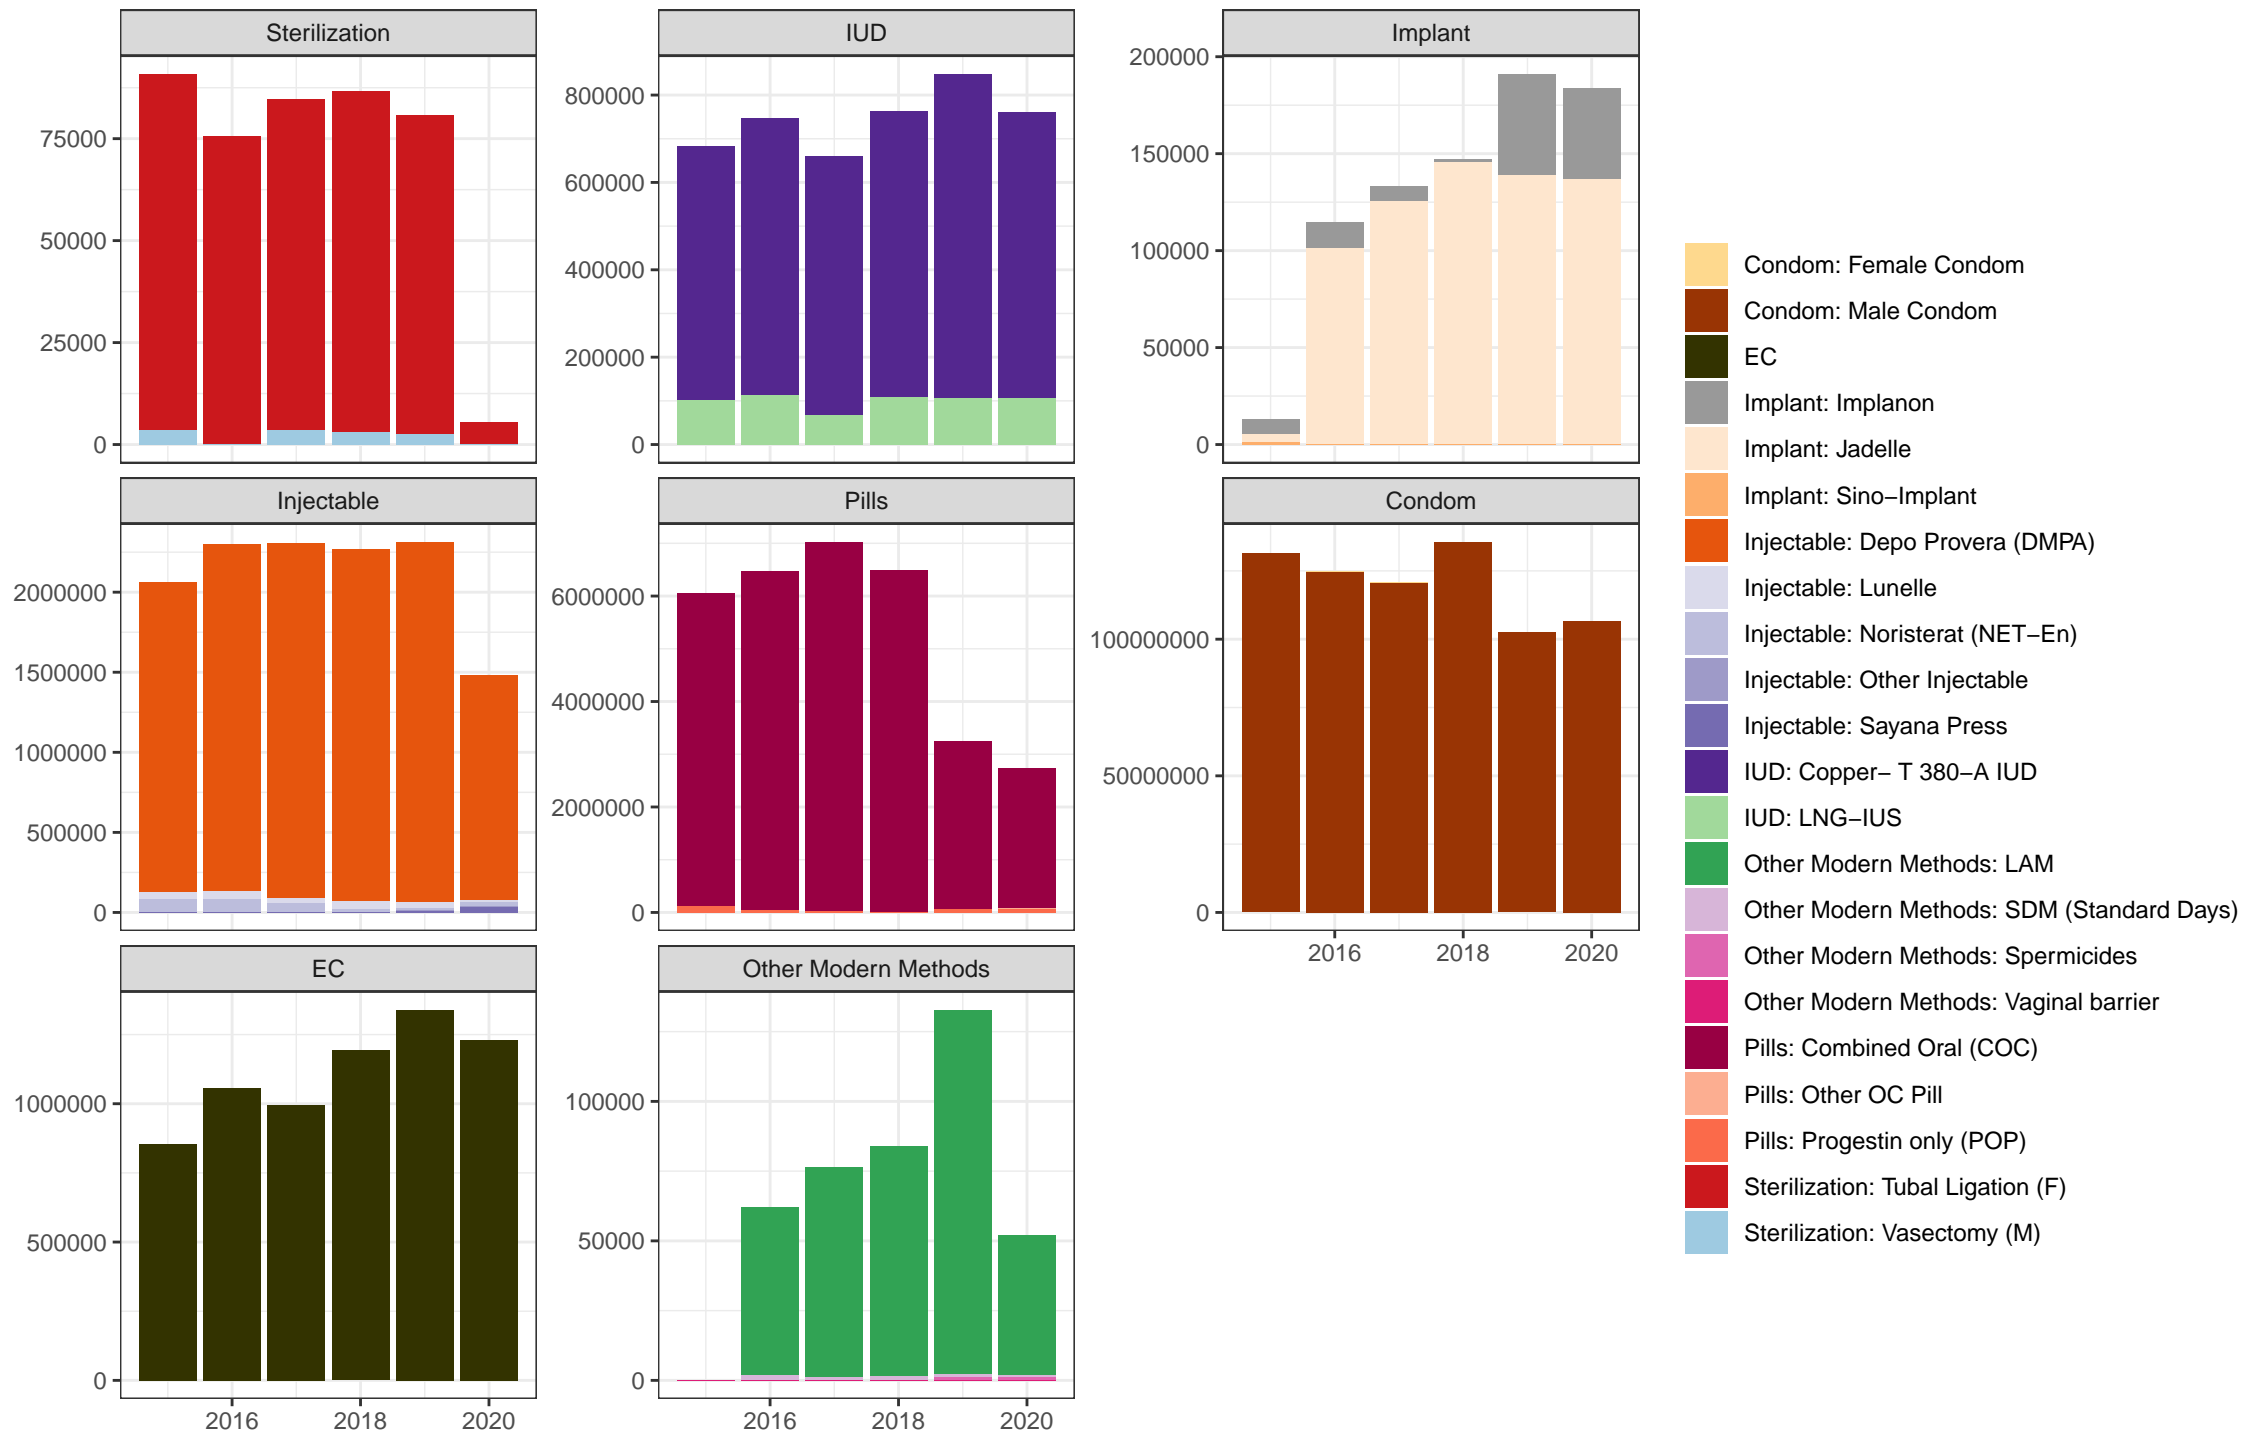 Sterilization
IUD
Implant
75000
50000
25000
0
800000
600000
400000
200000
0
200000
150000
100000
50000
0
Injectable
Pills
Condom
2000000
1500000
1000000
500000
0
6000000
4000000
2000000
0
100000000
50000000
0
2016 2018 2020
EC
Other Modern Methods
1000000
500000
0
2016 2018 2020
100000
50000
0
2016 2018 2020
Condom: Female Condom
Condom: Male Condom
EC
Implant: Implanon
Implant: Jadelle
Implant: Sino−Implant
Injectable: Depo Provera (DMPA)
Injectable: Lunelle
Injectable: Noristerat (NET−En)
Injectable: Other Injectable
Injectable: Sayana Press
IUD: Copper− T 380−A IUD
IUD: LNG−IUS
Other Modern Methods: LAM
Other Modern Methods: SDM (Standard Days)
Other Modern Methods: Spermicides
Other Modern Methods: Vaginal barrier
Pills: Combined Oral (COC)
Pills: Other OC Pill
Pills: Progestin only (POP)
Sterilization: Tubal Ligation (F)
Sterilization: Vasectomy (M)